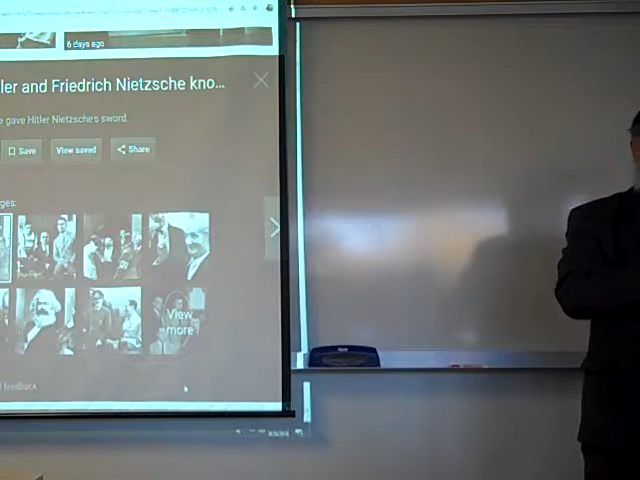 6 days ago
ler and Friedrich Nietzsche kno...
e gave Hitler Nietzsche's sword.
Save
View saved
Share
ges:
View
more
feedback